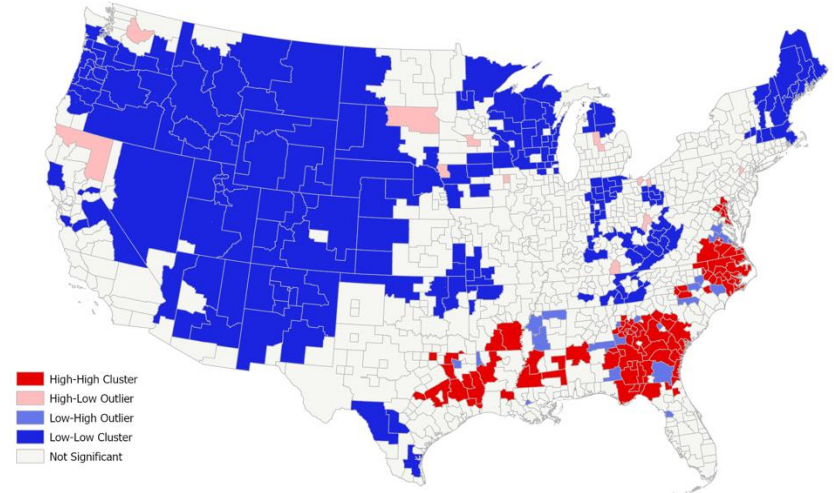 High-High Cluster
High-Low Outlier
Low-High Outlier
Low-Low Cluster
Not Significant